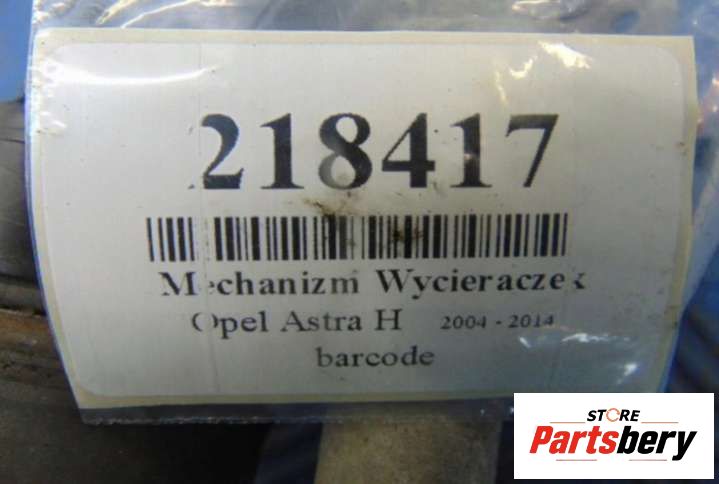 218417
Mechanizm Wycieraczek
Opel Astra H 2004 - 2014
barcode
STORE
Partsbery